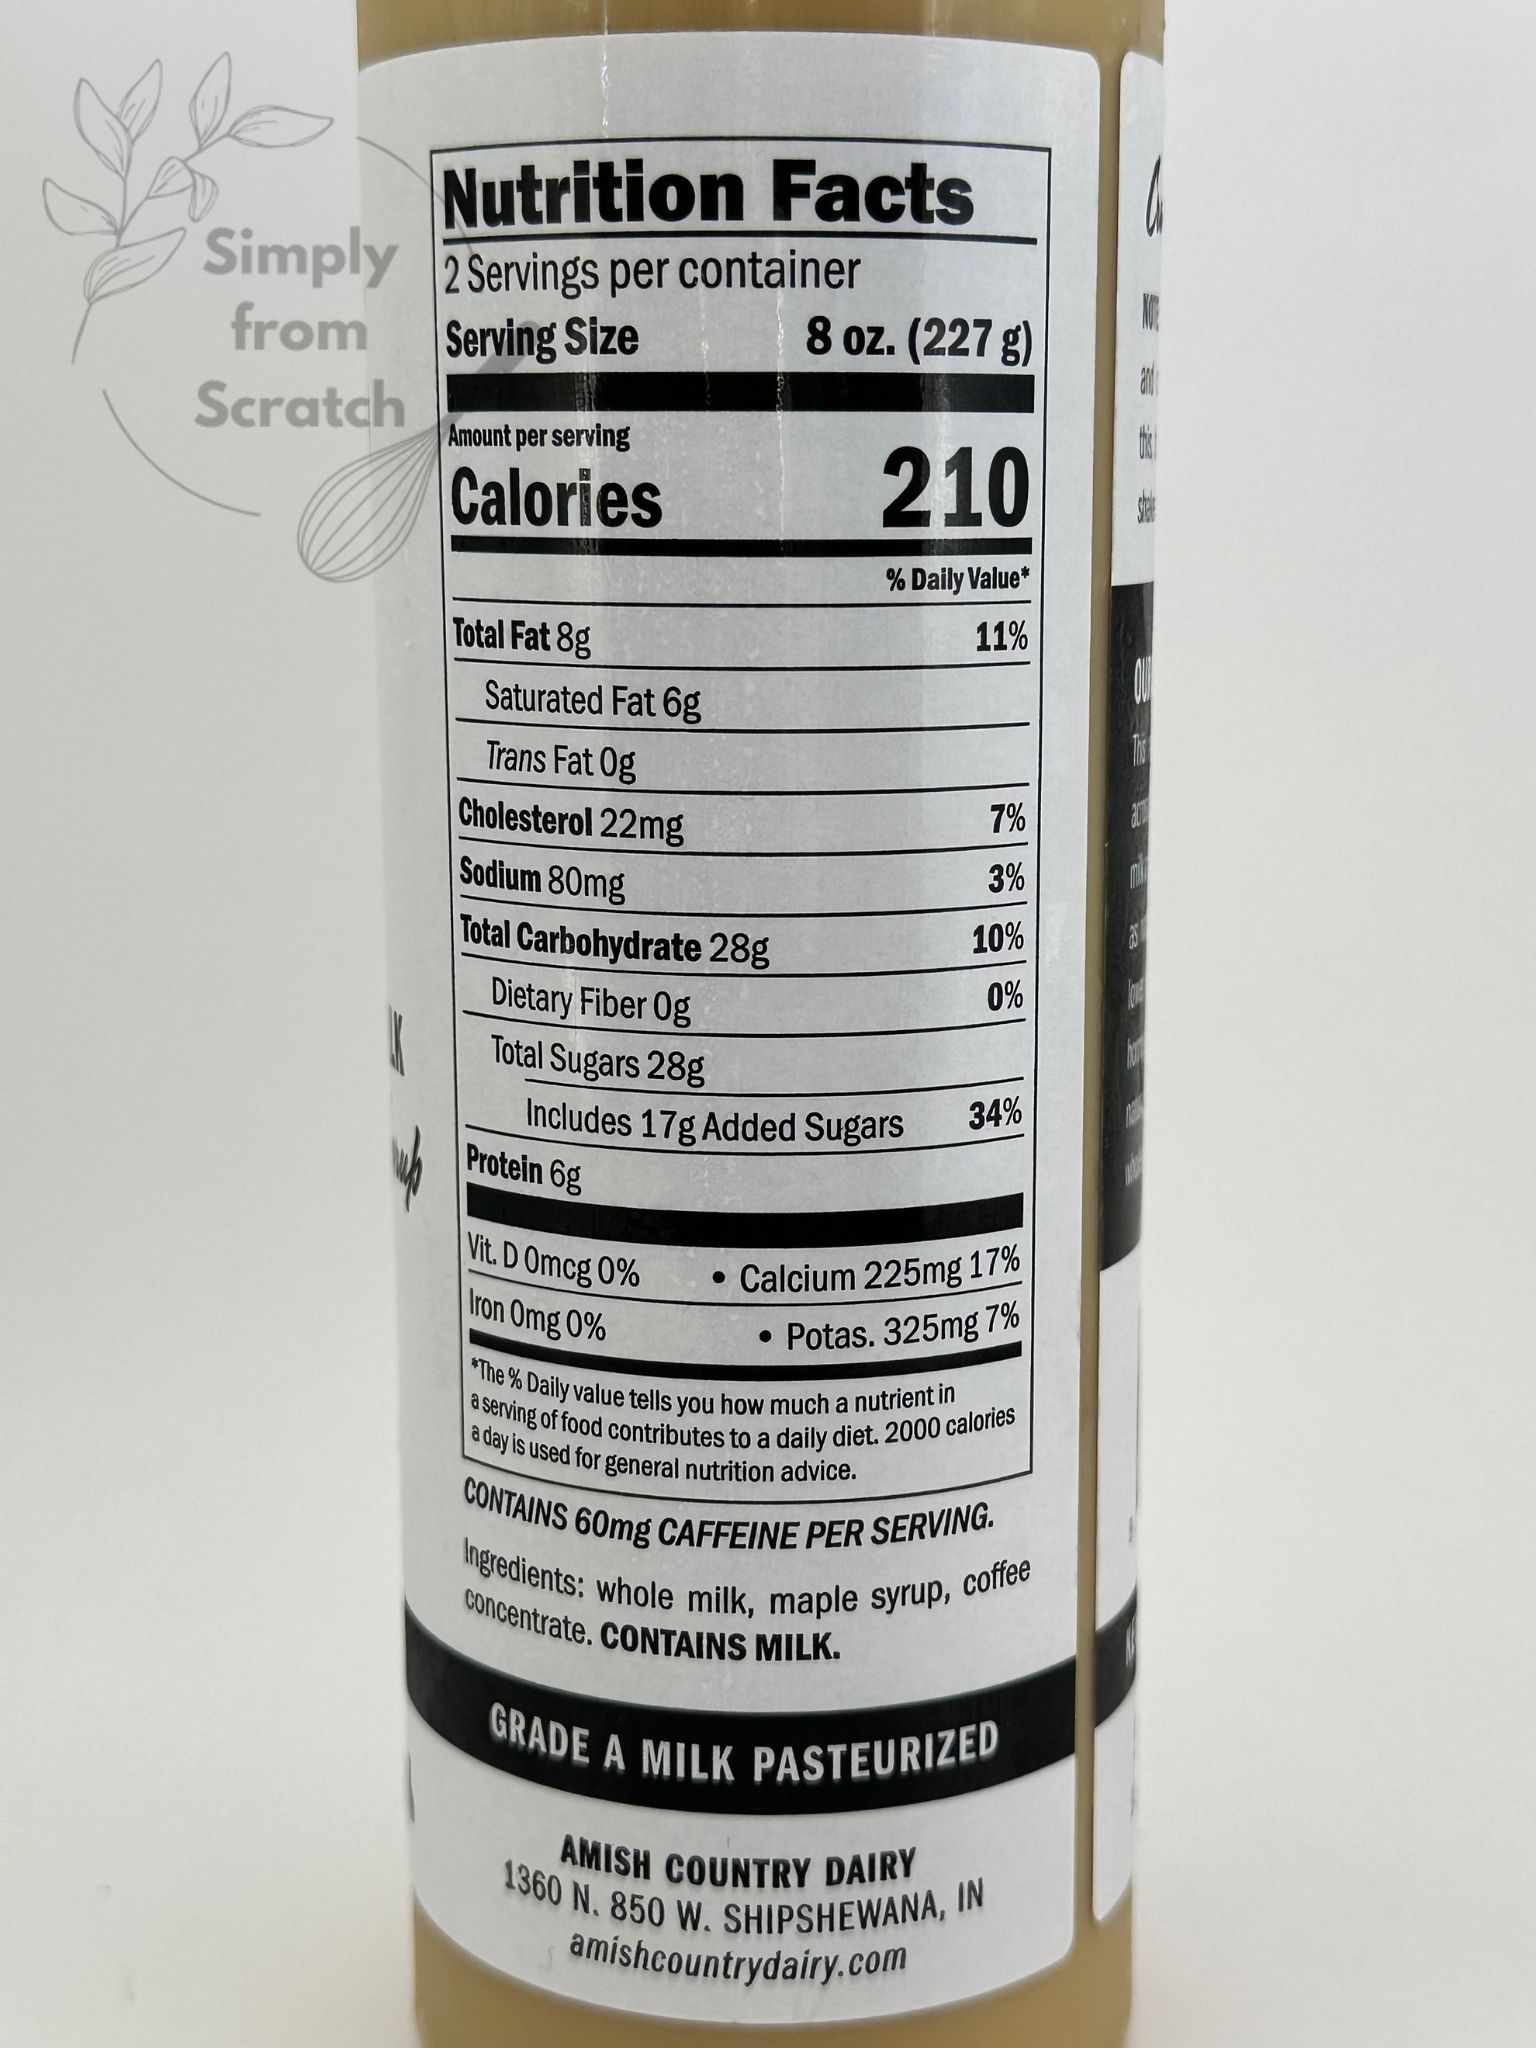 Simply
from
Scratch
Nutrition Facts
2 Servings per container
Serving Size 8 oz. (227 g)
Amount per serving
Calories 210
% Daily Value*
Total Fat 8g 11%
Saturated Fat 6g
Trans Fat 0g
Cholesterol 22mg 7%
Sodium 80mg 3%
Total Carbohydrate 28g 10%
Dietary Fiber 0g 0%
Total Sugars 28g
Includes 17g Added Sugars 34%
Protein 6g
Vit. D 0mcg 0% • Calcium 225mg 17%
Iron 0mg 0% • Potas. 325mg 7%
*The % Daily value tells you how much a nutrient in
a serving of food contributes to a daily diet. 2000 calories
a day is used for general nutrition advice.
CONTAINS 60mg CAFFEINE PER SERVING.
Ingredients: whole milk, maple syrup, coffee
concentrate. CONTAINS MILK.
GRADE A MILK PASTEURIZED
AMISH COUNTRY DAIRY
1360 N. 850 W. SHIPSHEWANA, IN
amishcountrydairy.com